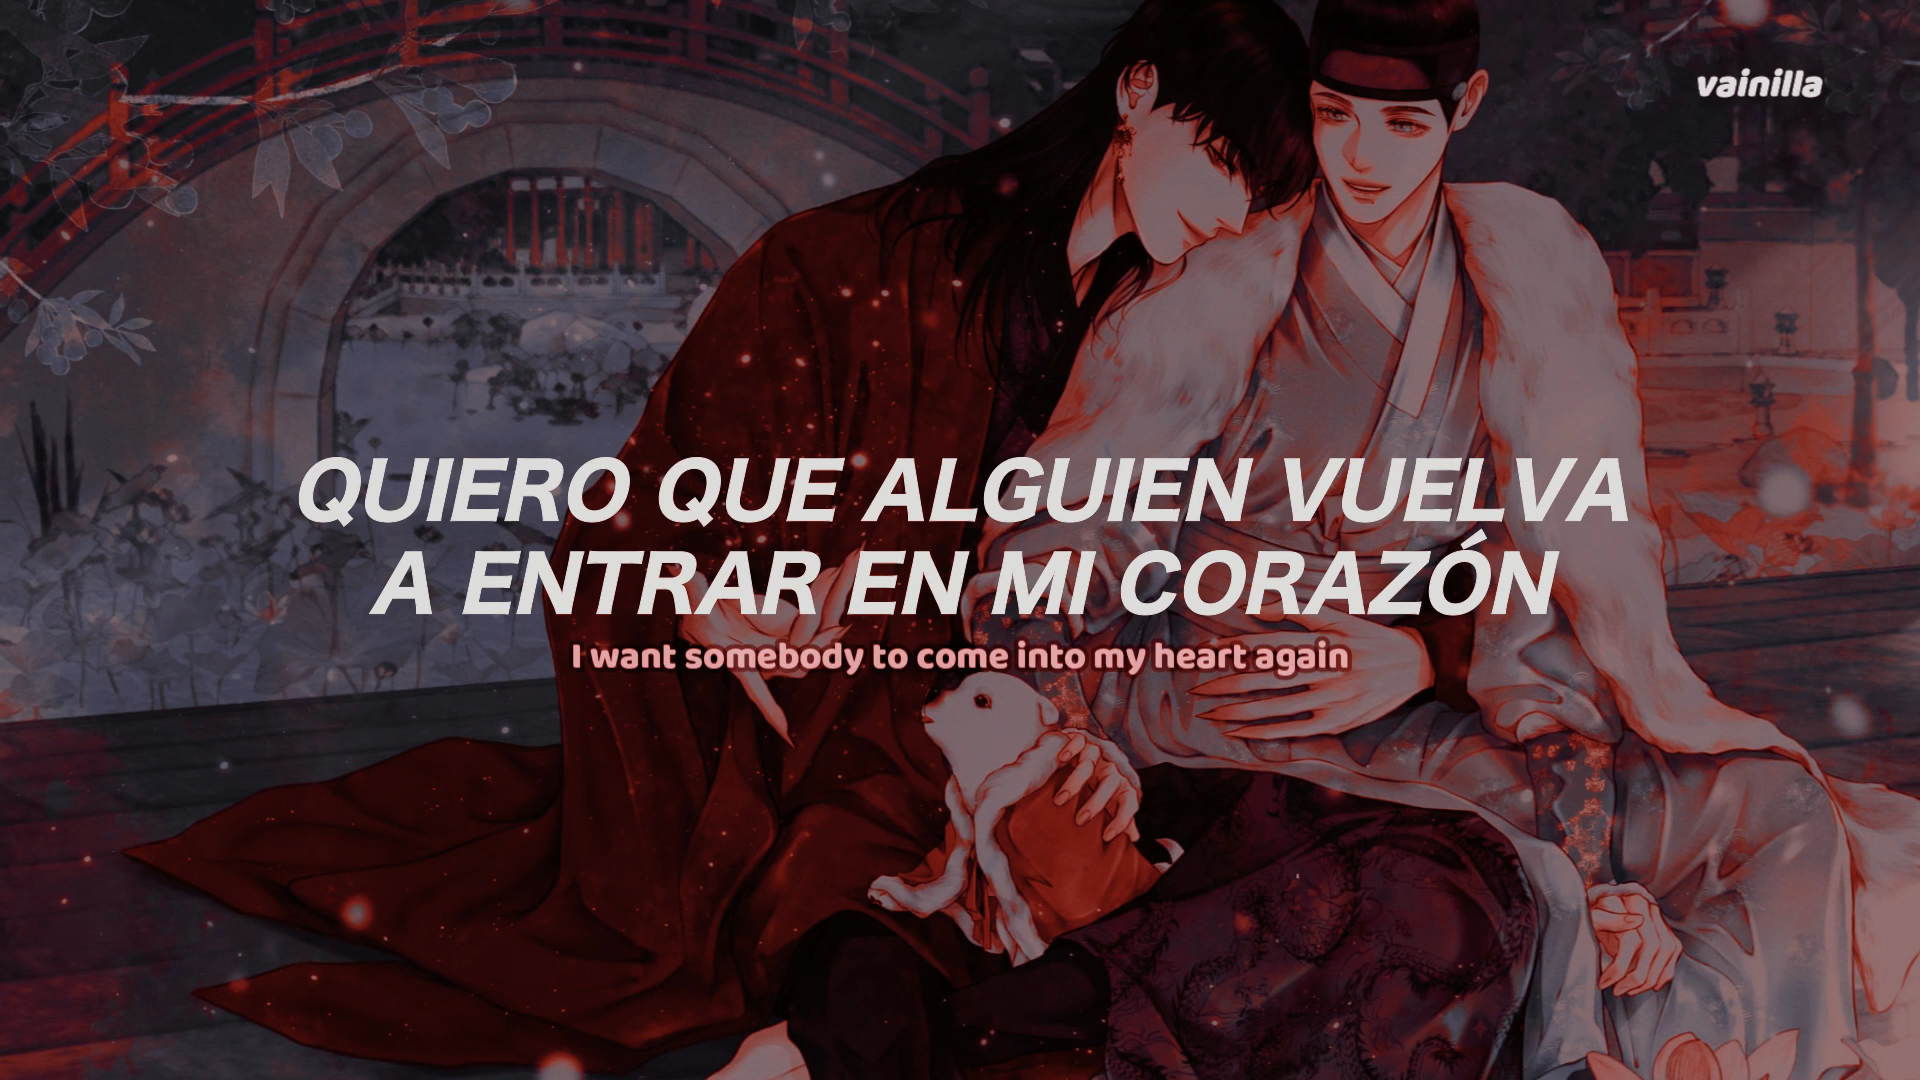 vainilla
QUIERO QUE ALGUIEN VUELVA
A ENTRAR EN MI CORAZÓN
I want somebody to come into my heart again